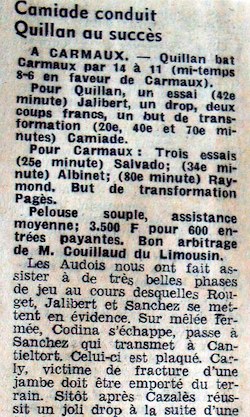 Camiade conduit
Quillan au succès
A CARMAUX. — Quillan bat
Carmaux par 14 à 11 (mi-temps
8-6 en faveur de Carmaux).
Pour Quillan, un essai (42e
minute) Jalibert, un drop, deux
coups francs, un but de trans-
formation (20e, 40e et 70e mi-
nutes) Camiade.
Pour Carmaux : Trois essais
(25e minute) Salvado; (34e mi-
nute) Albinet; (80e minute) Ray-
mond. But de transformation
Pagès.
Pelouse souple, assistance
moyenne; 3.500 F pour 600 en-
trées payantes. Bon arbitrage
de M. Couillaud du Limousin.
Les Audois nous ont fait as-
sister à de très belles phases
de jeu au cours desquelles Rou-
get, Jalibert et Sanchez se met-
tent en évidence. Sur mêlée fer-
mée, Codina s'échappe, passe à
Sanchez qui transmet à Can-
tieltort. Celui-ci est plaqué. Car-
victime de fracture d'une
jambe doit être emporté du ter-
rain. Sitôt après Cazalès réus-
sit un joli drop à la suite d'une